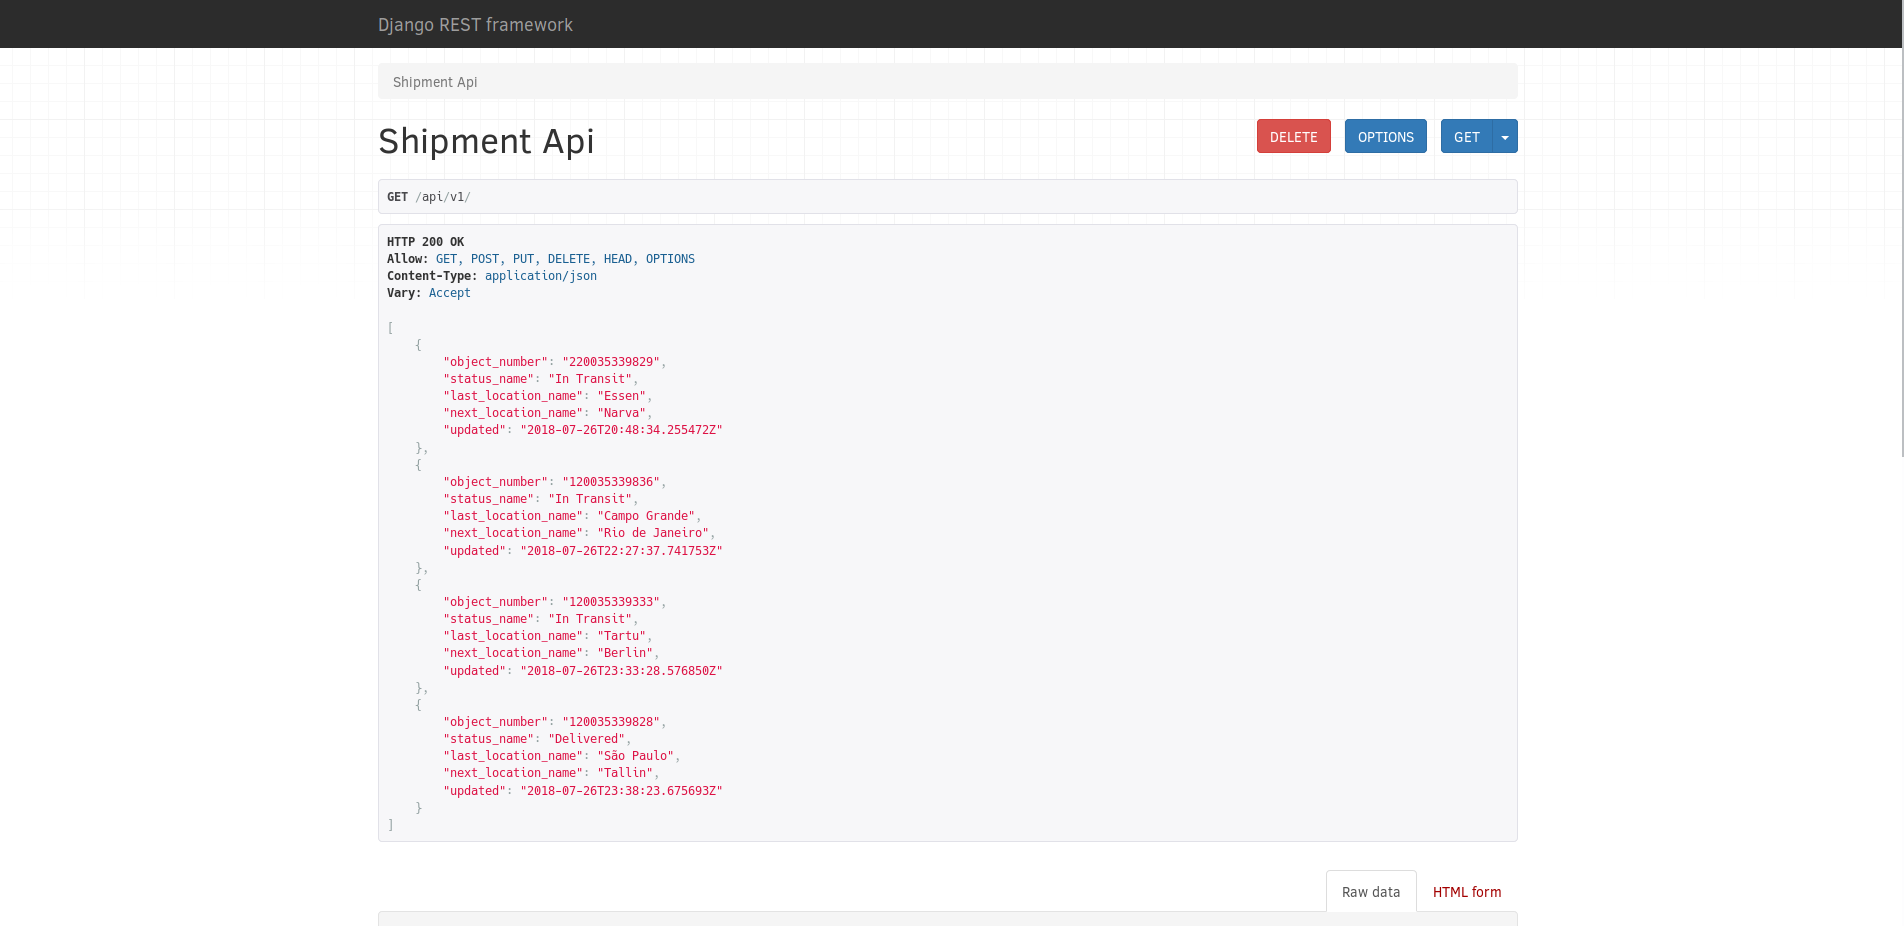 Django REST framework
Shipment Api
Shipment Api
DELETE OPTIONS GET
GET /api/v1/
HTTP 200 OK
Allow: GET, POST, PUT, DELETE, HEAD, OPTIONS
Content-Type: application/json
Vary: Accept
[
    {
        "object_number": "220035339829",
        "status_name": "In Transit",
        "last_location_name": "Essen",
        "next_location_name": "Narva",
        "updated": "2018-07-26T20:48:34.255472Z"
    },
    {
        "object_number": "120035339836",
        "status_name": "In Transit",
        "last_location_name": "Campo Grande",
        "next_location_name": "Rio de Janeiro",
        "updated": "2018-07-26T22:27:37.741753Z"
    },
    {
        "object_number": "120035339333",
        "status_name": "In Transit",
        "last_location_name": "Tartu",
        "next_location_name": "Berlin",
        "updated": "2018-07-26T23:33:28.576850Z"
    },
    {
        "object_number": "120035339828",
        "status_name": "Delivered",
        "last_location_name": "São Paulo",
        "next_location_name": "Tallin",
        "updated": "2018-07-26T23:38:23.675693Z"
    }
]
Raw data HTML form